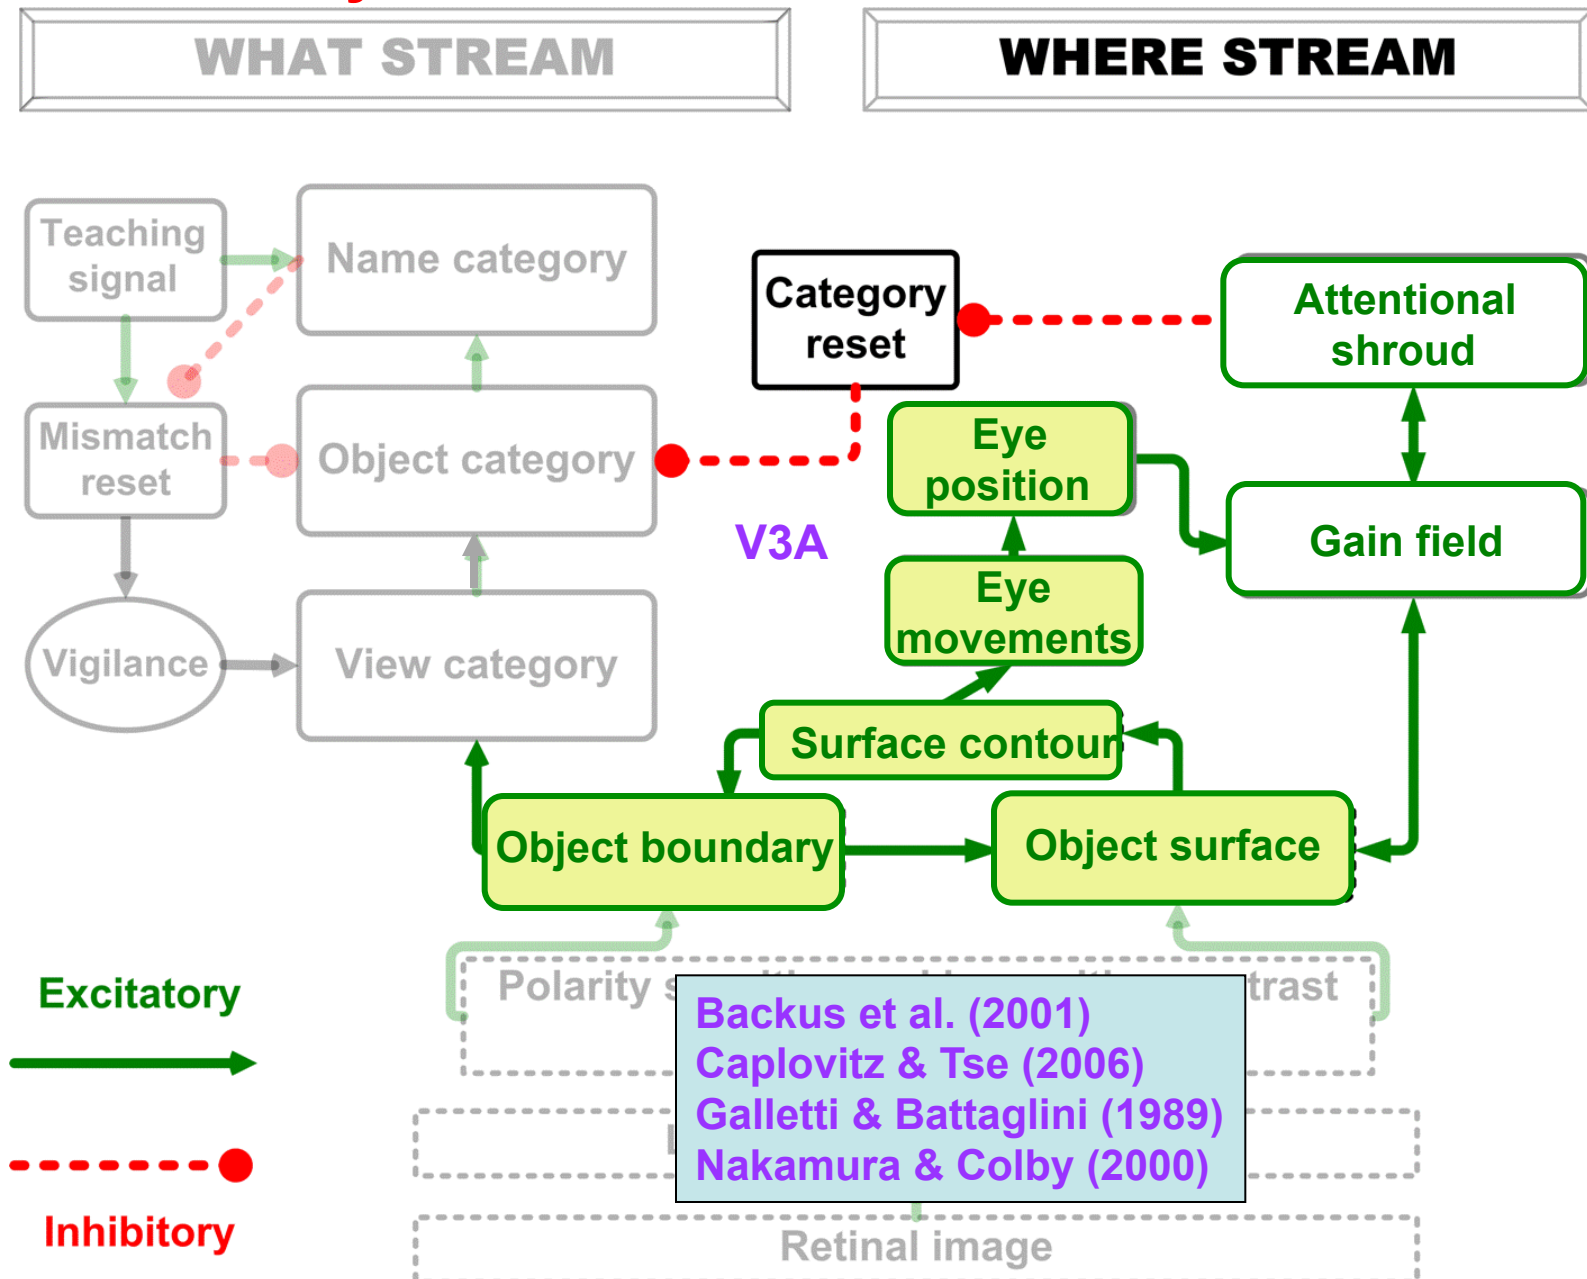 WHAT STREAM
WHERE STREAM
Teaching
signal
Name category
Category
reset
Attentional
shroud
Mismatch
reset
Object category
Eye
position
V3A
Gain field
Eye
movements
Vigilance
View category
Surface contour
Object boundary
Object surface
Excitatory
Polarity
Backus et al. (2001)
Caplovitz & Tse (2006)
Galletti & Battaglini (1989)
Nakamura & Colby (2000)
Inhibitory
Retinal image